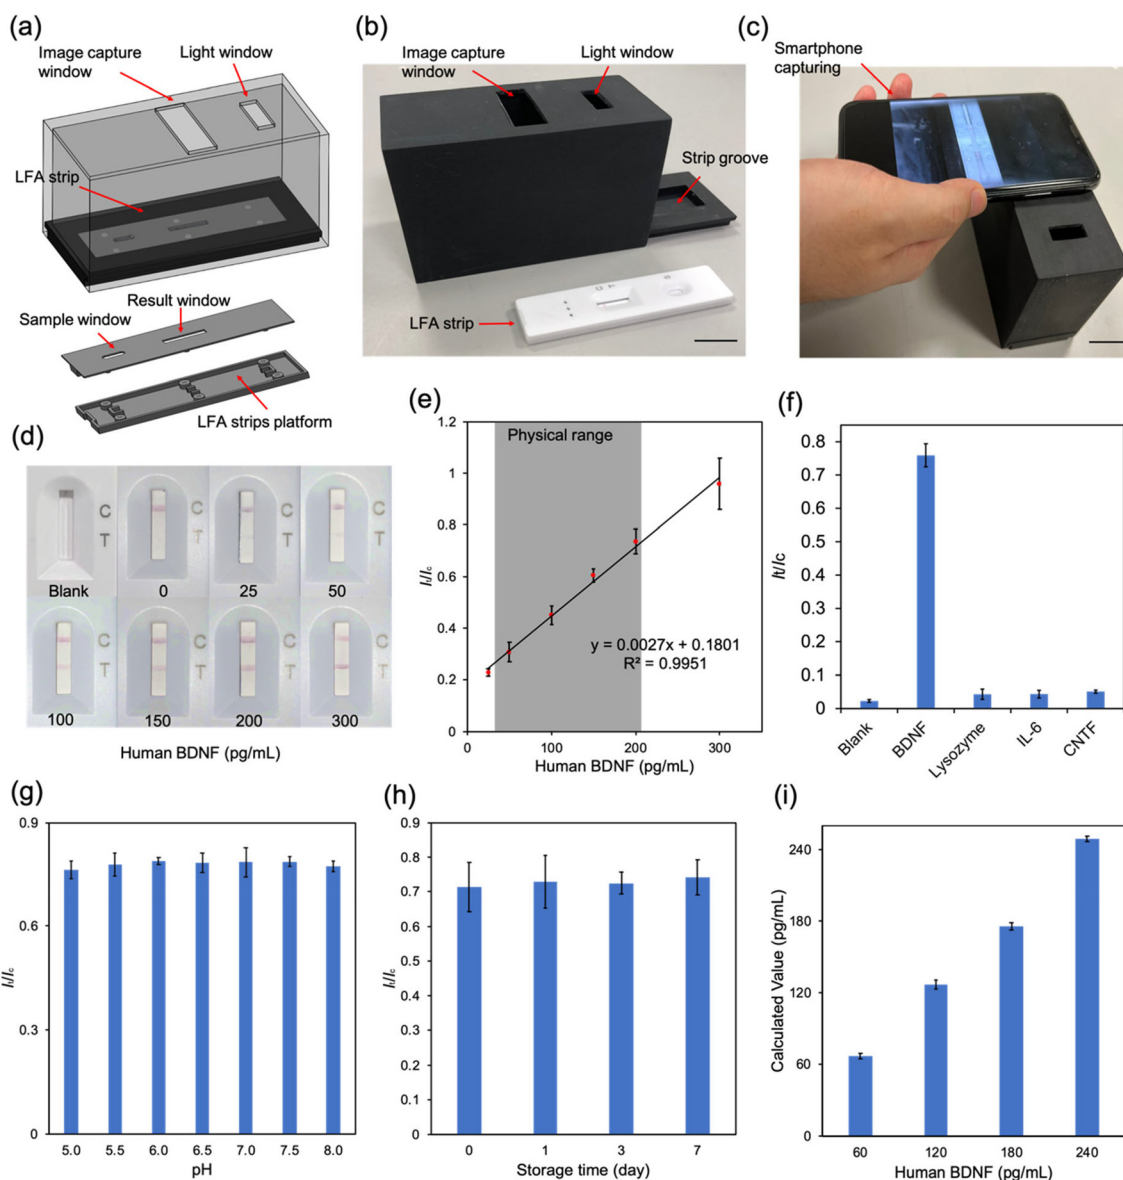 (a)
Image capture
window
Light window
LFA strip
Result window
Sample window
LFA strips platform
(b)
Image capture
window
Light window
Strip groove
LFA strip
(c)
Smartphone
capturing
(d)
C
T
Blank
C
T
0
C
T
25
C
T
50
C
T
100
C
T
150
C
T
200
C
T
300
Human BDNF (pg/mL)
(e)
Physical range
1.2
1
0.8
0.6
0.4
0.2
0
100
200
300
y = 0.0027x + 0.1801
R² = 0.9951
It/Ic
Human BDNF (pg/mL)
(f)
0.8
0.7
0.6
0.5
0.4
0.3
0.2
0.1
0
It/Ic
Blank
BDNF
Lysozyme
IL-6
CNTF
(g)
0.9
0.6
0.3
0
It/Ic
5.0 5.5 6.0 6.5 7.0 7.5 8.0
pH
(h)
0.9
0.8
0.7
0.6
0.5
0.4
0.3
0.2
0.1
0
It/Ic
0 1 3 7
Storage time (day)
(i)
240
180
120
60
0
Calculated Value (pg/mL)
60 120 180 240
Human BDNF (pg/mL)